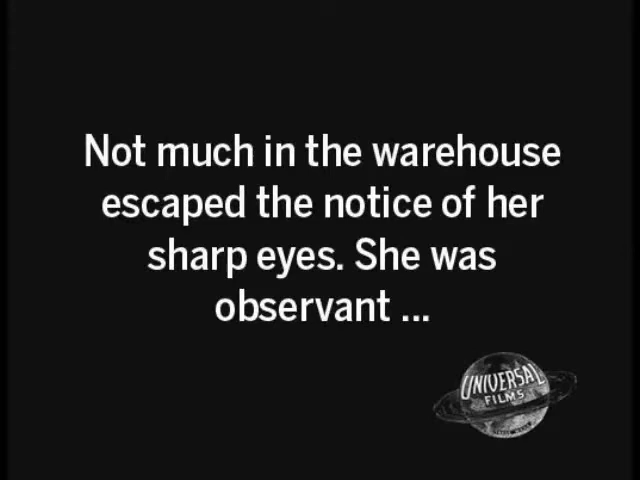 Not much in the warehouse
escaped the notice of her
sharp eyes. She was
observant ...
UNIVERSAL
FILMS